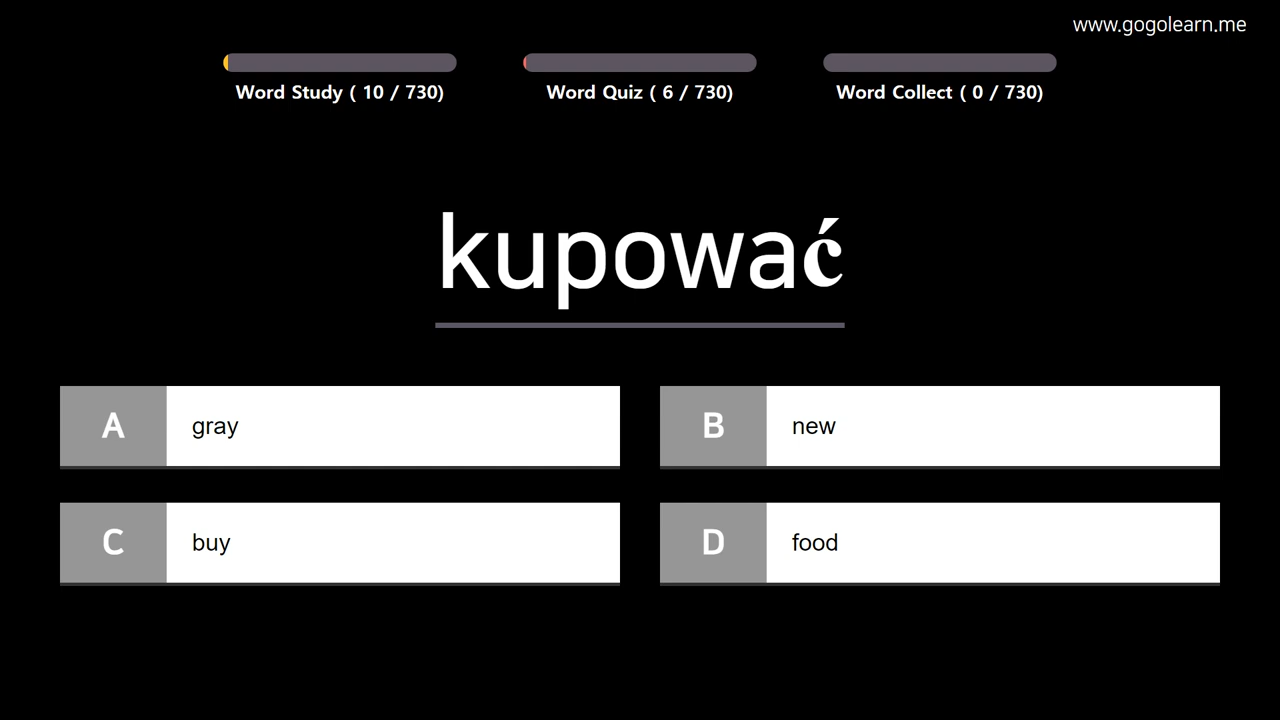 www.gogolearn.me
Word Study ( 10 / 730)
Word Quiz ( 6 / 730)
Word Collect ( 0 / 730)
kupować
A gray
B new
C buy
D food